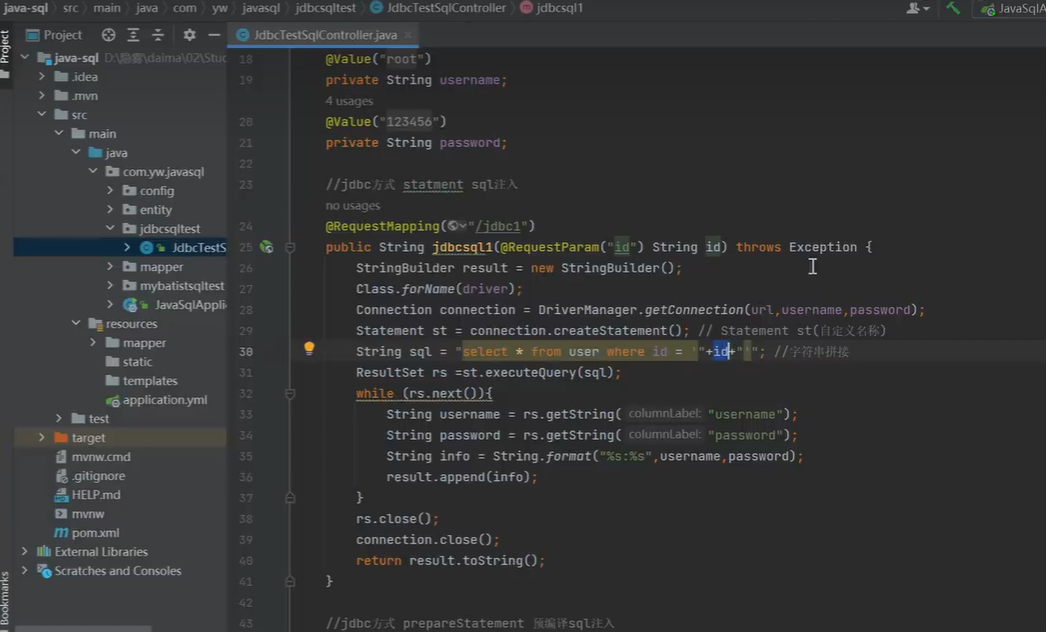 java-sql src main java com yw javasql jdbcsqltest JdbcTestSqlController jdbcsql1
Project
JdbcTestSqlController.java
Project
java-sql
.idea
.mvn
src
main
java
com.yw.javasql
config
entity
jdbcsqltest
JdbcTestS
mapper
mybatistsqltest
JavaSqlAppli
resources
mapper
static
templates
application.yml
test
target
mvnw.cmd
.gitignore
HELP.md
mvnw
pom.xml
External Libraries
Scratches and Consoles
Bookmarks
18 @Value("root")
19 private String username;
4 usages
20 @Value("123456")
21 private String password;
22
23 //jdbc方式 statment sql注入
no usages
24 @RequestMapping("/jdbc1")
25 public String jdbcsql1(@RequestParam("id") String id) throws Exception {
26 StringBuilder result = new StringBuilder();
27 Class.forName(driver);
28 Connection connection = DriverManager.getConnection(url,username,password);
29 Statement st = connection.createStatement(); // Statement st(自定义名称)
30 String sql = "select * from user where id = '"+id+"'"; //字符串拼接
31 ResultSet rs =st.executeQuery(sql);
32 while (rs.next()){
33 String username = rs.getString( columnLabel: "username");
34 String password = rs.getString( columnLabel: "password");
35 String info = String.format("%s:%s",username,password);
36 result.append(info);
37 }
38 rs.close();
39 connection.close();
40 return result.toString();
41 }
42
43 //jdbc方式 prepareStatement 预编译sql注入